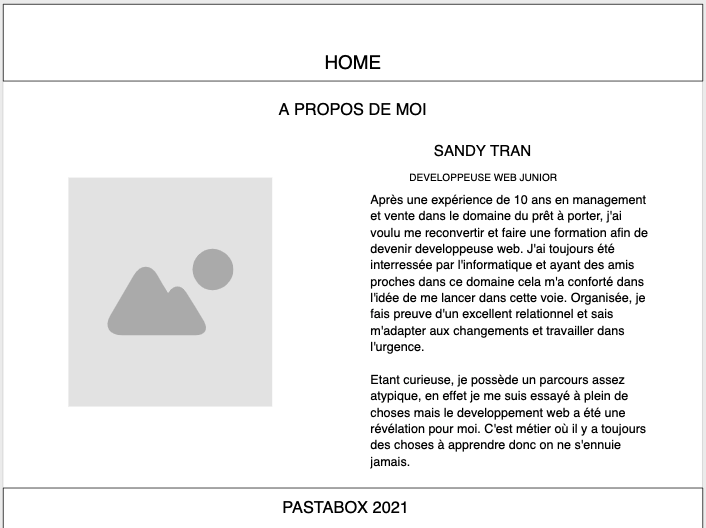 HOME
A PROPOS DE MOI
SANDY TRAN
DEVELOPPEUSE WEB JUNIOR
Après une expérience de 10 ans en management
et vente dans le domaine du prêt à porter, j'ai
voulu me reconvertir et faire une formation afin de
devenir developpeuse web. J'ai toujours été
interressée par l'informatique et ayant des amis
proches dans ce domaine cela m'a conforté dans
l'idée de me lancer dans cette voie. Organisée, je
fais preuve d'un excellent relationnel et sais
m'adapter aux changements et travailler dans
l'urgence.
Etant curieuse, je possède un parcours assez
atypique, en effet je me suis essayé à plein de
choses mais le developpement web a été une
révélation pour moi. C'est métier où il y a toujours
des choses à apprendre donc on ne s'ennuie
jamais.
PASTABOX 2021